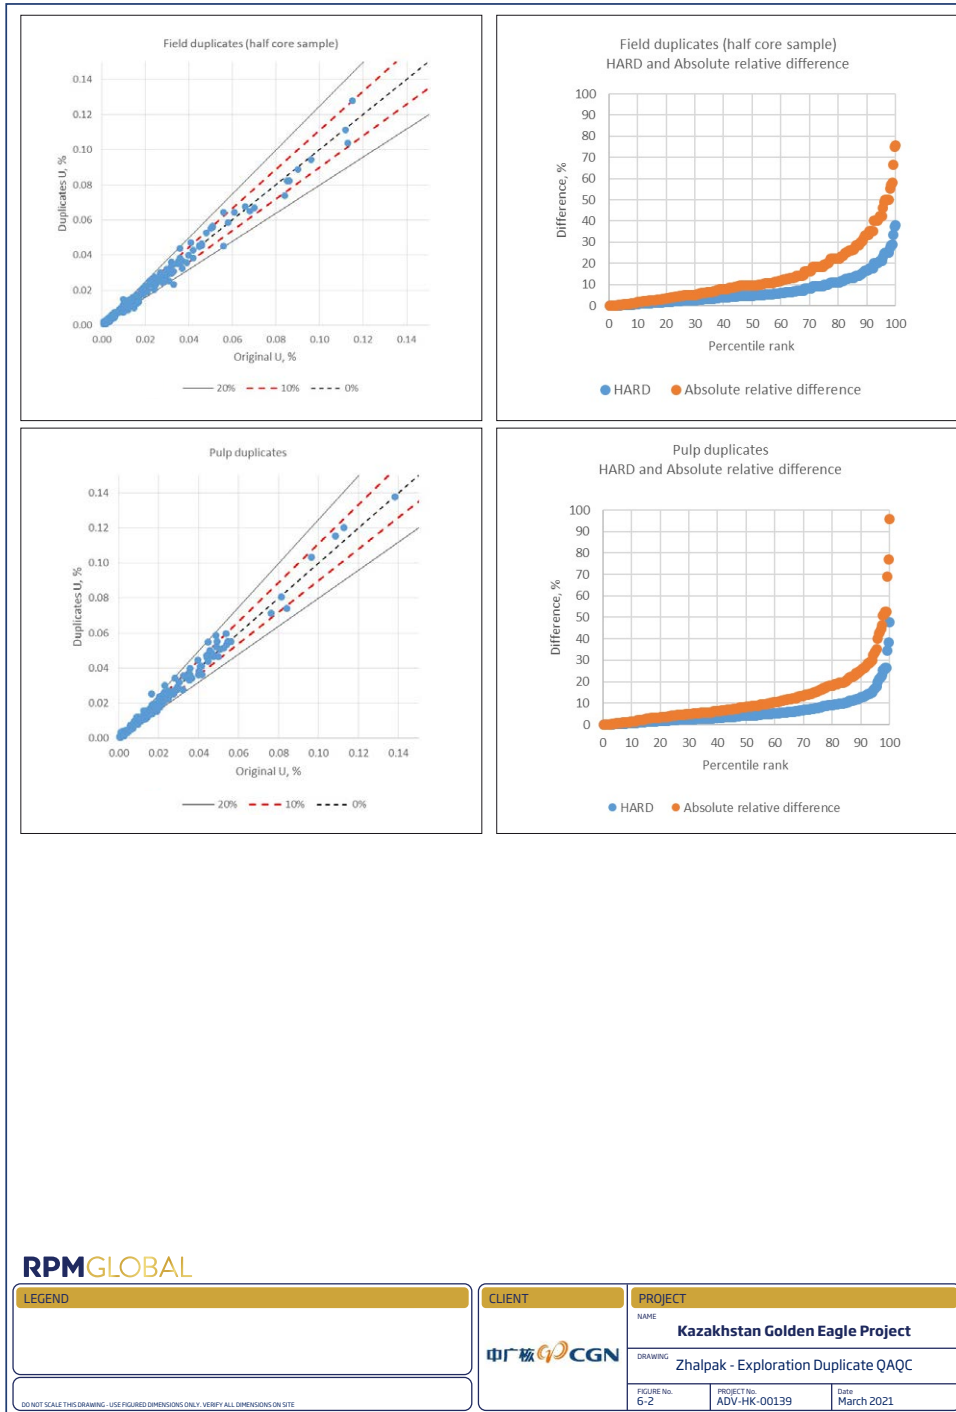 Field duplicates (half core sample)
0.14
0.12
0.10
0.08
0.06
0.04
0.02
0.00
Duplicates U, %
0.00 0.02 0.04 0.06 0.08 0.10 0.12 0.14
Original U, %
20% 10% 0%
Field duplicates (half core sample)
HARD and Absolute relative difference
100
90
80
70
60
50
40
30
20
10
0
Difference, %
0 10 20 30 40 50 60 70 80 90 100
Percentile rank
HARD Absolute relative difference
Pulp duplicates
0.14
0.12
0.10
0.08
0.06
0.04
0.02
0.00
Duplicates U, %
0.00 0.02 0.04 0.06 0.08 0.10 0.12 0.14
Original U, %
20% 10% 0%
Pulp duplicates
HARD and Absolute relative difference
100
90
80
70
60
50
40
30
20
10
0
Difference, %
0 10 20 30 40 50 60 70 80 90 100
Percentile rank
HARD Absolute relative difference
RPMGLOBAL
LEGEND
DO NOT SCALE THIS DRAWING - USE FIGURED DIMENSIONS ONLY. VERIFY ALL DIMENSIONS ON SITE
CLIENT
中广核 CGN
PROJECT
NAME
Kazakhstan Golden Eagle Project
DRAWING
Zhalpak - Exploration Duplicate QAQC
FIGURE No.
6-2
PROJECT No.
ADV-HK-00139
Date
March 2021